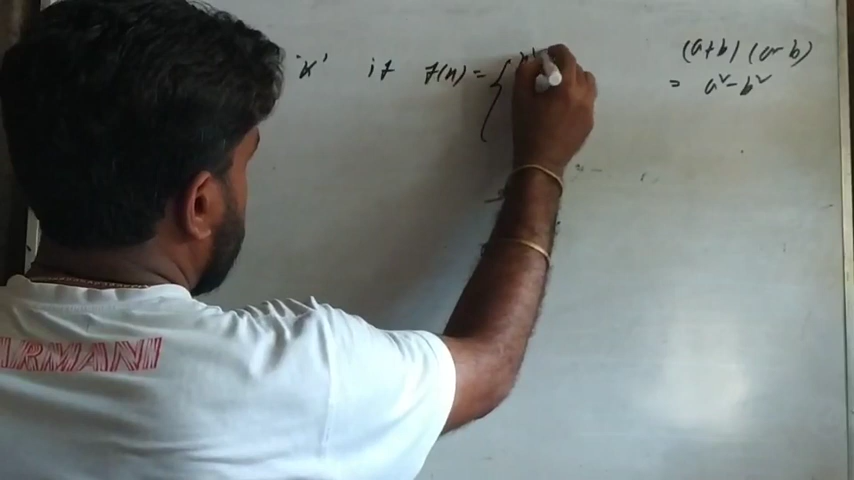 'K' if f(x) = {
(a+b) (a-b)
= a² - b²
ARMANI